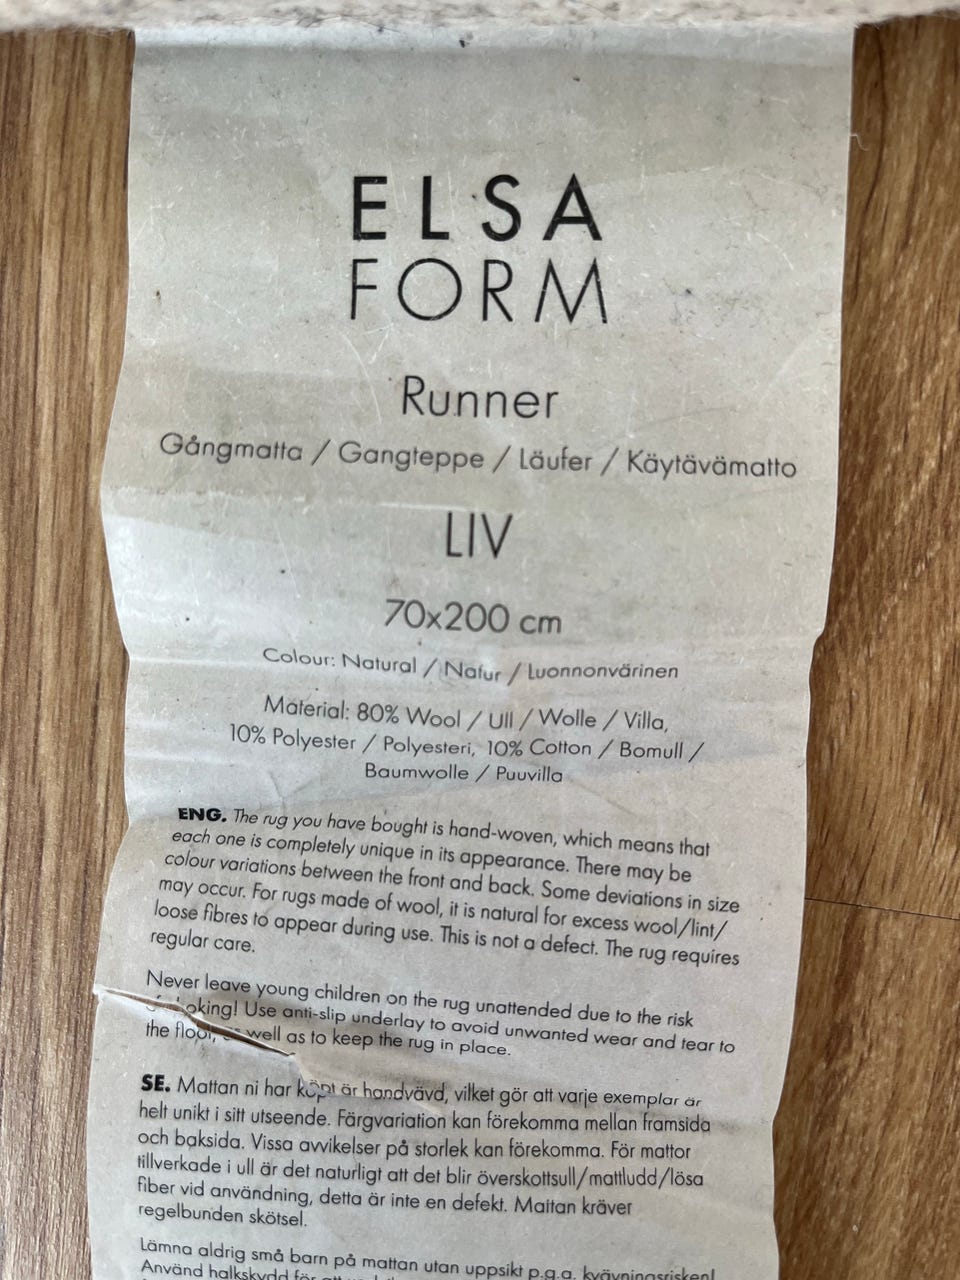 ELSA
FORM
Runner
Gångmatta / Gangteppe / Läufer / Käytävämatto
LIV
70x200 cm
Colour: Natural / Natur / Luonnonvärinen
Material: 80% Wool / Ull / Wolle / Villa,
10% Polyester / Polyesteri, 10% Cotton / Bomull /
Baumwolle / Puuvilla
ENG. The rug you have bought is hand-woven, which means that
each one is completely unique in its appearance. There may be
colour variations between the front and back. Some deviations in size
may occur. For rugs made of wool, it is natural for excess wool/lint/
loose fibres to appear during use. This is not a defect. The rug requires
regular care.
Never leave young children on the rug unattended due to the risk
oking! Use anti-slip underlay to avoid unwanted wear and tear to
the floor, well as to keep the rug in place.
SE. Mattan ni har köpt är handvävd, vilket gör att varje exemplar är
helt unikt i sitt utseende. Färgvariation kan förekomma mellan framsida
och baksida. Vissa avvikelser på storlek kan förekomma. För mattor
tillverkade i ull är det naturligt att det blir överskottsull/mattludd/lösa
fiber vid användning, detta är inte en defekt. Mattan kräver
regelbunden skötsel.
Lämna aldrig små barn på mattan utan uppsikt p.g.a. kvävningsrisken!
Använd halkskydd för att